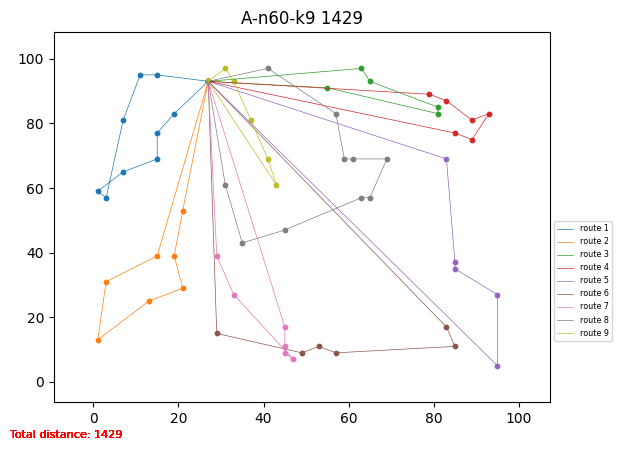 A-n60-k9 1429
100
80
60
40
20
0
0 20 40 60 80 100
route 1
route 2
route 3
route 4
route 5
route 6
route 7
route 8
route 9
Total distance: 1429